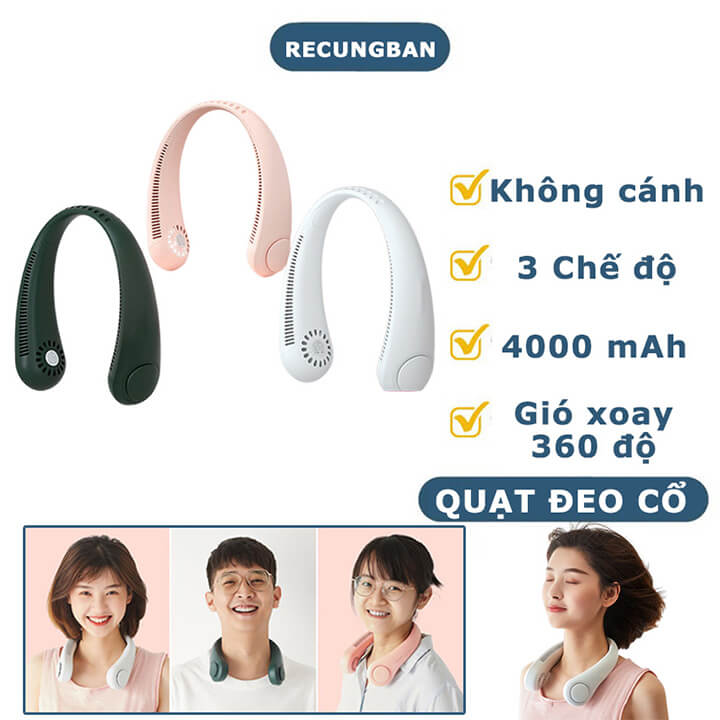 RECUNGBAN
Không cánh
3 Chế độ
4000 mAh
Gió xoay
360 độ
QUẠT ĐEO CỔ